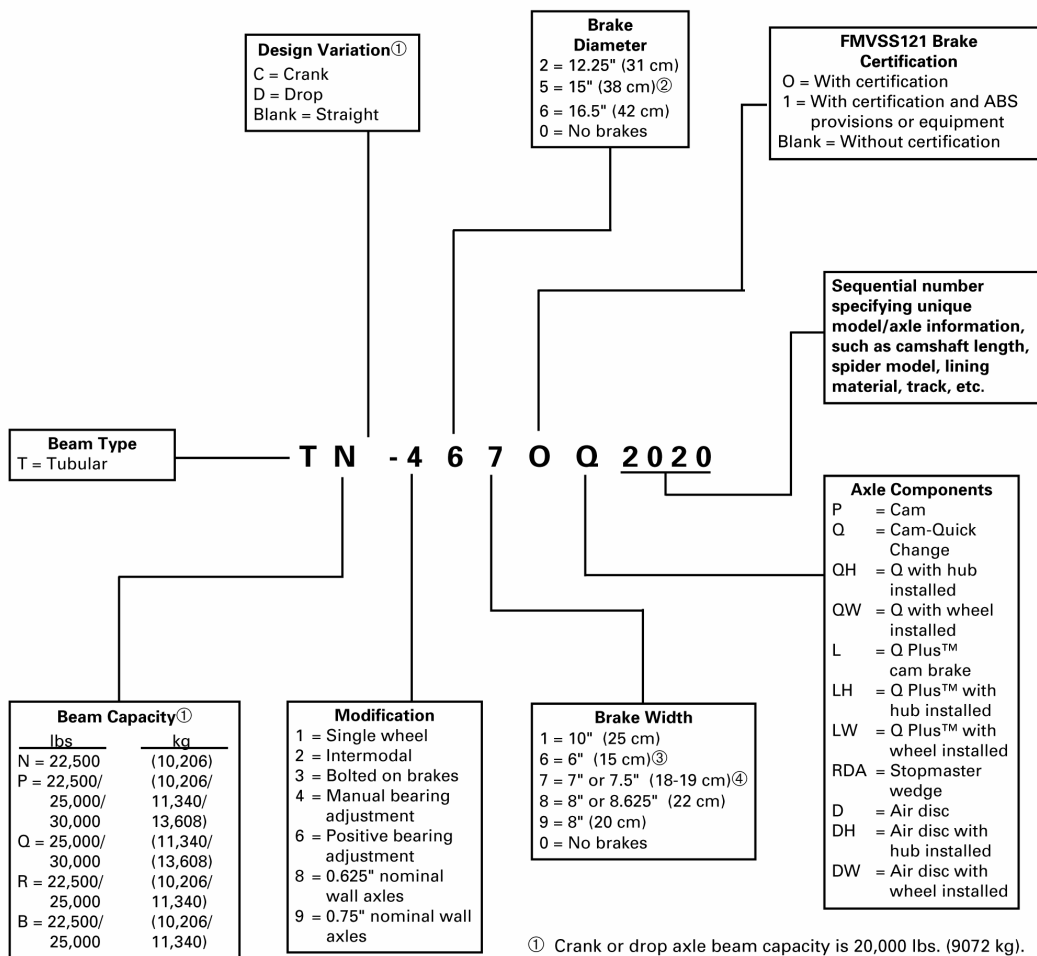 Design Variation①
C = Crank
D = Drop
Blank = Straight
Brake
Diameter
2 = 12.25" (31 cm)
5 = 15" (38 cm)②
6 = 16.5" (42 cm)
0 = No brakes
FMVSS121 Brake
Certification
O = With certification
1 = With certification and ABS
provisions or equipment
Blank = Without certification
Sequential number
specifying unique
model/axle information,
such as camshaft length,
spider model, lining
material, track, etc.
Beam Type
T = Tubular
T N - 4 6 7 O Q 2 0 2 0
Axle Components
P = Cam
Q = Cam-Quick
Change
QH = Q with hub
installed
QW = Q with wheel
installed
L = Q Plus™
cam brake
LH = Q Plus™ with
hub installed
LW = Q Plus™ with
wheel installed
RDA = Stopmaster
wedge
D = Air disc
DH = Air disc with
hub installed
DW = Air disc with
wheel installed
Beam Capacity①
lbs kg
N = 22,500 (10,206)
P = 22,500/ (10,206/
25,000/ 11,340/
30,000 13,608)
Q = 25,000/ (11,340/
30,000 (13,608)
R = 22,500/ (10,206/
25,000 11,340)
B = 22,500/ (10,206/
25,000 11,340)
Modification
1 = Single wheel
2 = Intermodal
3 = Bolted on brakes
4 = Manual bearing
adjustment
6 = Positive bearing
adjustment
8 = 0.625" nominal
wall axles
9 = 0.75" nominal wall
axles
Brake Width
1 = 10" (25 cm)
6 = 6" (15 cm)③
7 = 7" or 7.5" (18-19 cm)④
8 = 8" or 8.625" (22 cm)
9 = 8" (20 cm)
0 = No brakes
① Crank or drop axle beam capacity is 20,000 lbs. (9072 kg).